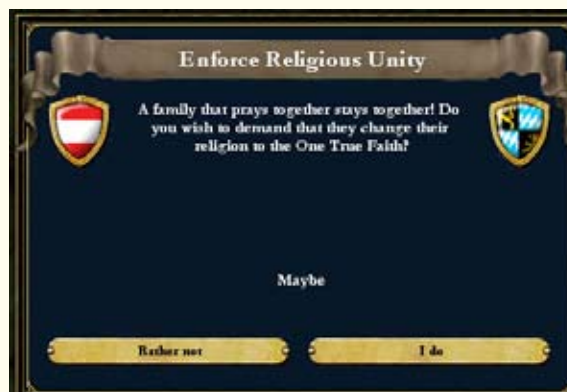 Enforce Religious Unity
A family that prays together stays together! Do
you wish to demand that they change their
religion to the One True Faith?
Maybe
Rather not
I do